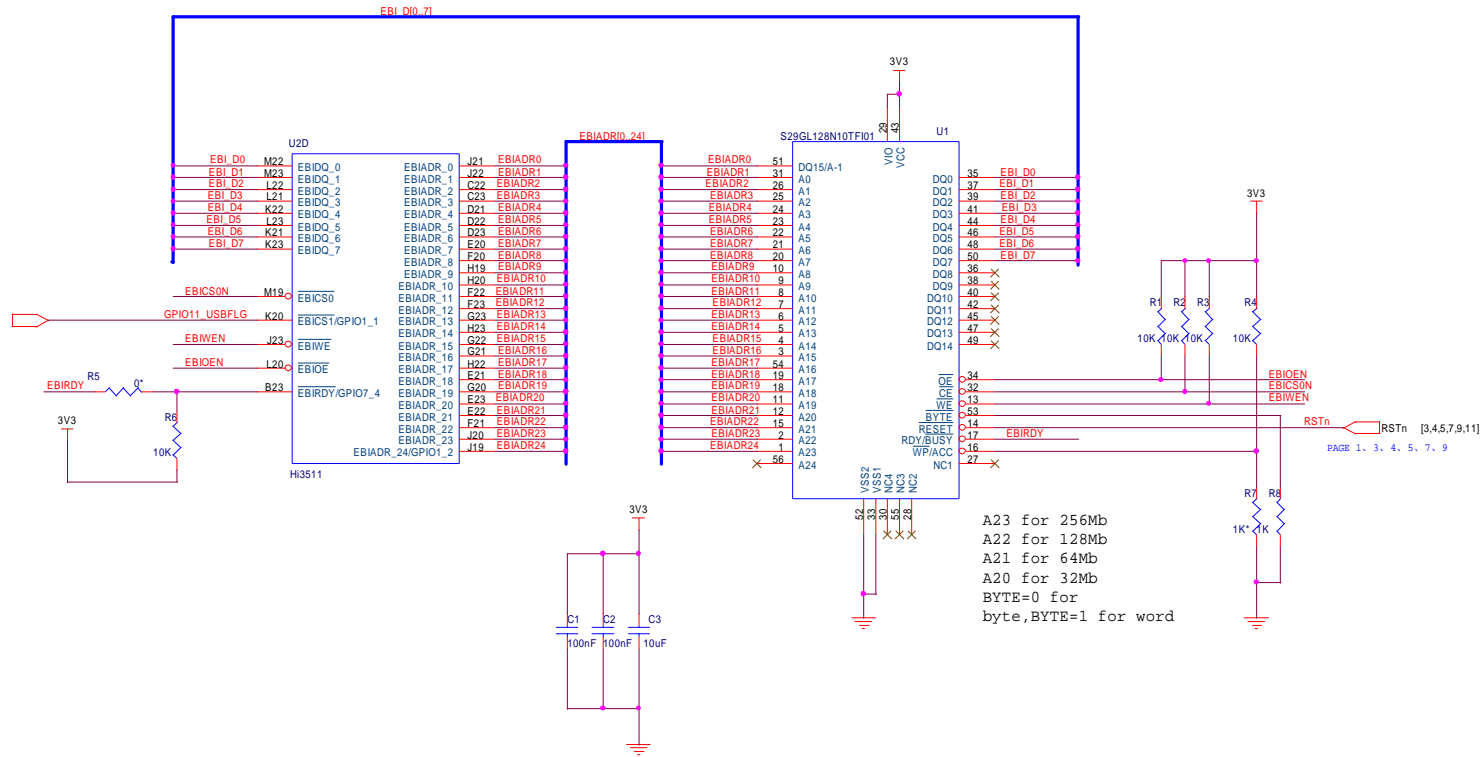 EBI_D[0..7]
3V3
S29GL128N10TFI01
U1
U2D
EBIADR[0..24]
29
43
VIO
VCC
EBI_D0 M22 EBIDQ_0
EBI_D1 M23 EBIDQ_1
EBI_D2 L22 EBIDQ_2
EBI_D3 L21 EBIDQ_3
EBI_D4 K22 EBIDQ_4
EBI_D5 L23 EBIDQ_5
EBI_D6 K21 EBIDQ_6
EBI_D7 K23 EBIDQ_7
EBICS0N M19 EBICS0
GPIO11_USBFLG K20 EBICS1/GPIO1_1
EBIWEN J23 EBIWE
EBIOEN L20 EBIOE
EBIRDY R5 0* B23 EBIRDY/GPIO7_4
3V3
R6
10K
Hi3511
EBIADR_0 J21 EBIADR0
EBIADR_1 J22 EBIADR1
EBIADR_2 C22 EBIADR2
EBIADR_3 C23 EBIADR3
EBIADR_4 D21 EBIADR4
EBIADR_5 D22 EBIADR5
EBIADR_6 D23 EBIADR6
EBIADR_7 E20 EBIADR7
EBIADR_8 F20 EBIADR8
EBIADR_9 H19 EBIADR9
EBIADR_10 H20 EBIADR10
EBIADR_11 F22 EBIADR11
EBIADR_12 F23 EBIADR12
EBIADR_13 G23 EBIADR13
EBIADR_14 H23 EBIADR14
EBIADR_15 G22 EBIADR15
EBIADR_16 G21 EBIADR16
EBIADR_17 H22 EBIADR17
EBIADR_18 E21 EBIADR18
EBIADR_19 G20 EBIADR19
EBIADR_20 E23 EBIADR20
EBIADR_21 E22 EBIADR21
EBIADR_22 F21 EBIADR22
EBIADR_23 J20 EBIADR23
EBIADR_24/GPIO1_2 J19 EBIADR24
EBIADR0 51 DQ15/A-1
EBIADR1 31 A0
EBIADR2 26 A1
EBIADR3 25 A2
EBIADR4 24 A3
EBIADR5 23 A4
EBIADR6 22 A5
EBIADR7 21 A6
EBIADR8 20 A7
EBIADR9 10 A8
EBIADR10 9 A9
EBIADR11 8 A10
EBIADR12 7 A11
EBIADR13 6 A12
EBIADR14 5 A13
EBIADR15 4 A14
EBIADR16 3 A15
EBIADR17 54 A16
EBIADR18 19 A17
EBIADR19 18 A18
EBIADR20 11 A19
EBIADR21 12 A20
EBIADR22 15 A21
EBIADR23 2 A22
EBIADR24 1 A23
56 A24
DQ0 35 EBI_D0
DQ1 37 EBI_D1
DQ2 39 EBI_D2
DQ3 41 EBI_D3
DQ4 44 EBI_D4
DQ5 46 EBI_D5
DQ6 48 EBI_D6
DQ7 50 EBI_D7
DQ8 36
DQ9 38
DQ10 40
DQ11 42
DQ12 45
DQ13 47
DQ14 49
OE 34 EBIOEN
CE 32 EBICS0N
WE 13 EBIWEN
BYTE 53
RESET 14 RSTn RSTn [3,4,5,7,9,11]
RDY/BUSY 17 EBIRDY
WP/ACC 16
NC1 27
PAGE 1、3、4、5、7、9
3V3
R1 R2 R3 R4
10K 10K 10K 10K
R7 R8
1K* 1K
VSS2
VSS1
NC4
NC3
NC2
52
33
30
55
28
A23 for 256Mb
A22 for 128Mb
A21 for 64Mb
A20 for 32Mb
BYTE=0 for
byte,BYTE=1 for word
3V3
C1 C2 C3
100nF 100nF 10uF